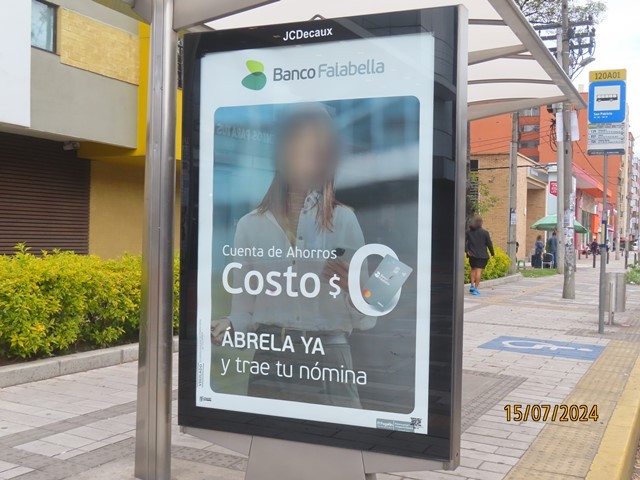 JCDecaux
Banco Falabella
Cuenta de Ahorros
Costo $0
ÁBRELA YA
y trae tu nómina
120A01
15/07/2024